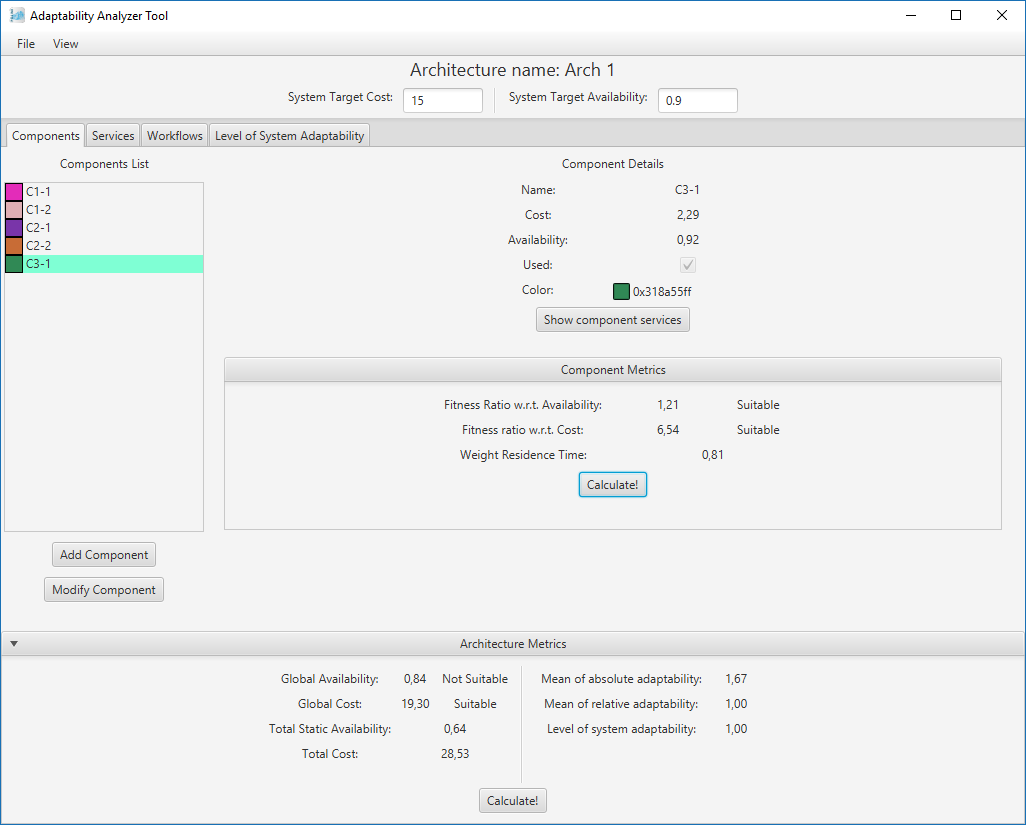 Adaptability Analyzer Tool
File View
Architecture name: Arch 1
System Target Cost: 15 System Target Availability: 0.9
Components Services Workflows Level of System Adaptability
Components List
C1-1
C1-2
C2-1
C2-2
C3-1
Add Component
Modify Component
Component Details
Name: C3-1
Cost: 2,29
Availability: 0,92
Used:
Color: 0x318a55ff
Show component services
Component Metrics
Fitness Ratio w.r.t. Availability: 1,21 Suitable
Fitness ratio w.r.t. Cost: 6,54 Suitable
Weight Residence Time: 0,81
Calculate!
Architecture Metrics
Global Availability: 0,84 Not Suitable
Global Cost: 19,30 Suitable
Total Static Availability: 0,64
Total Cost: 28,53
Mean of absolute adaptability: 1,67
Mean of relative adaptability: 1,00
Level of system adaptability: 1,00
Calculate!